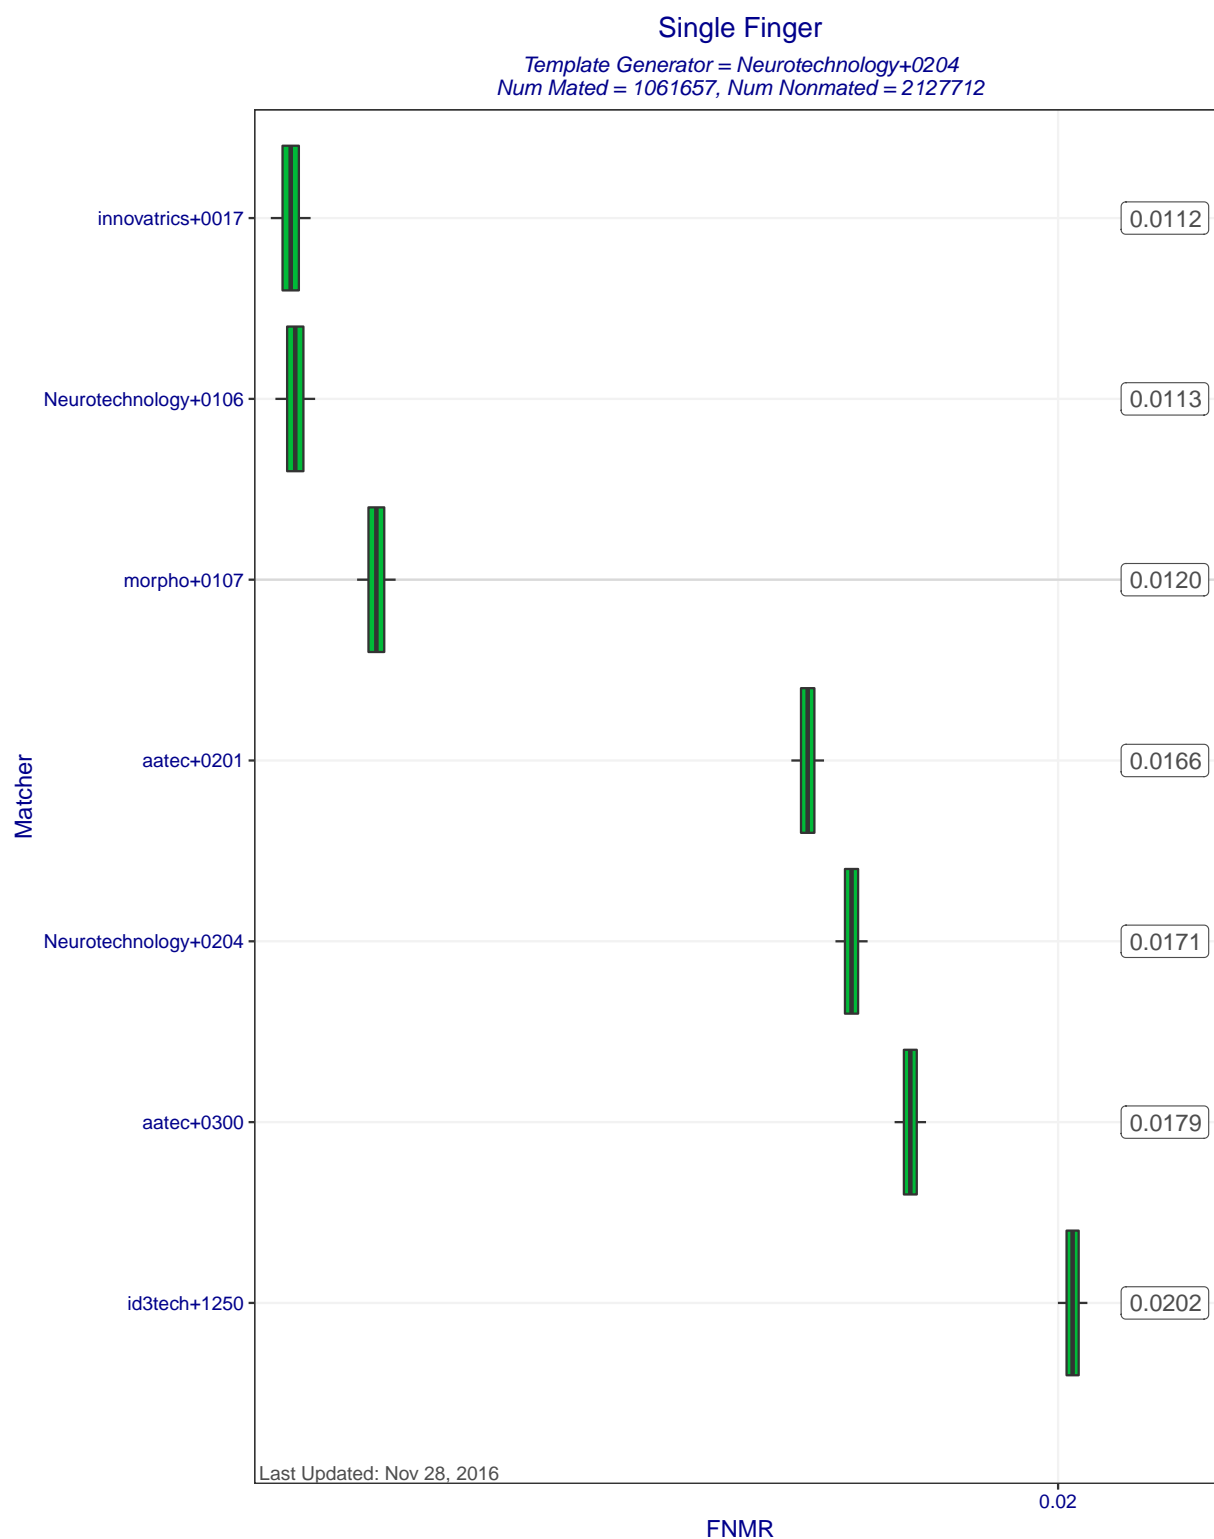 Single Finger
Template Generator = Neurotechnology+0204
Num Mated = 1061657, Num Nonmated = 2127712
innovatrics+0017
0.0112
Neurotechnology+0106
0.0113
morpho+0107
0.0120
aatec+0201
0.0166
Matcher
Neurotechnology+0204
0.0171
aatec+0300
0.0179
id3tech+1250
0.0202
Last Updated: Nov 28, 2016
0.02
FNMR